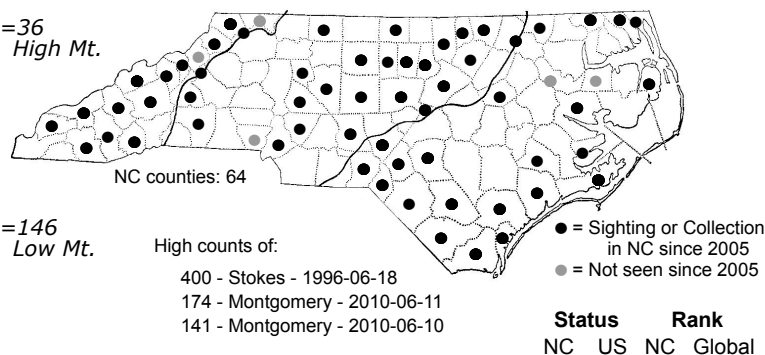 =36
High Mt.
NC counties: 64
=146
Low Mt.
High counts of:
400 - Stokes - 1996-06-18
174 - Montgomery - 2010-06-11
141 - Montgomery - 2010-06-10
= Sighting or Collection
in NC since 2005
= Not seen since 2005
Status Rank
NC US NC Global